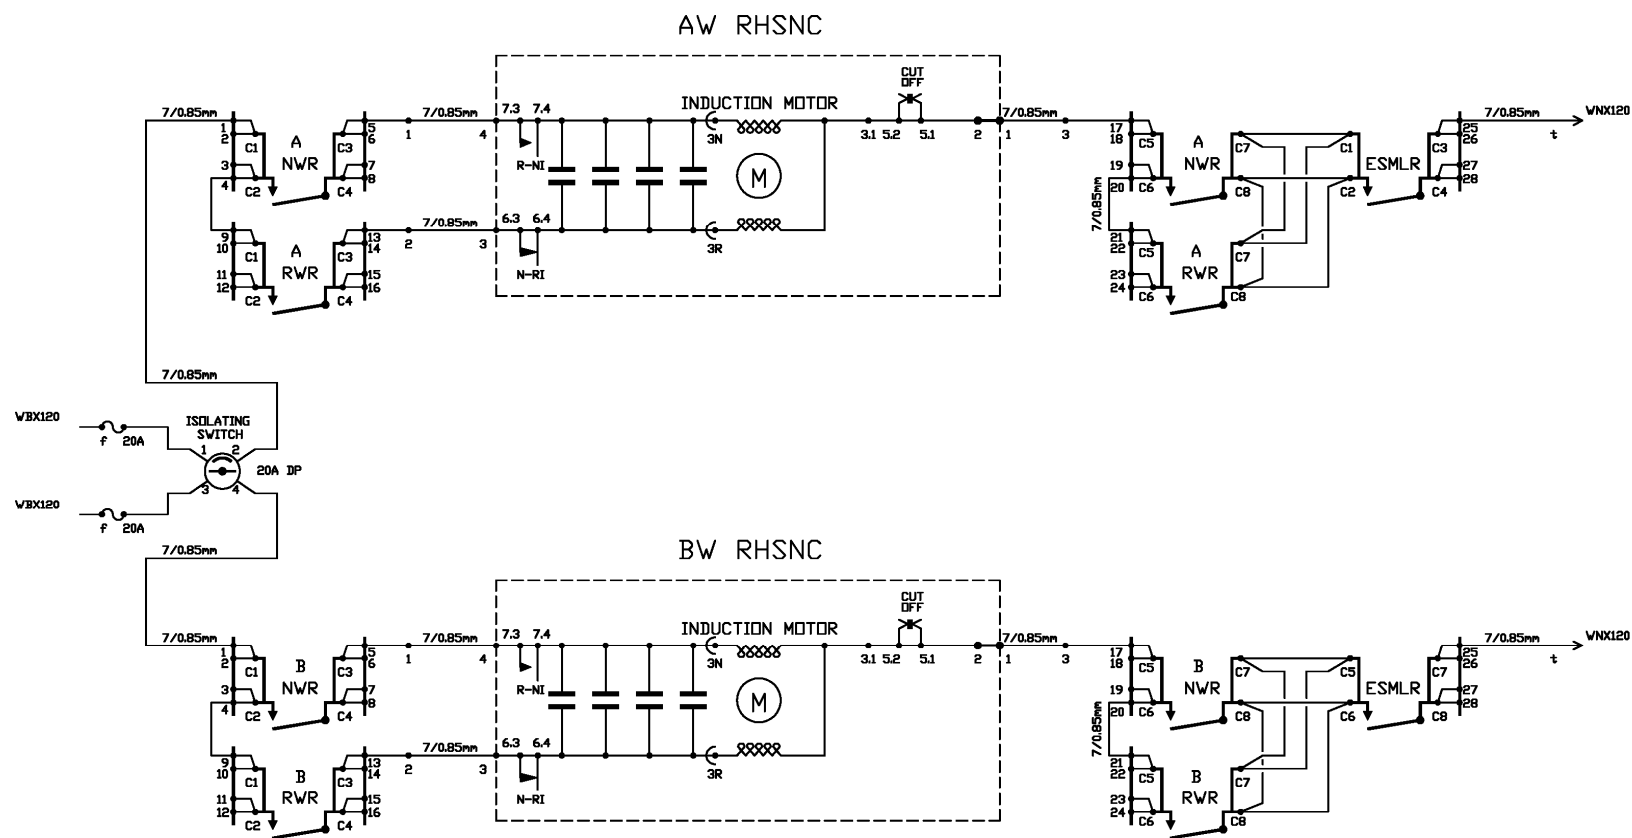 AW RHSNC
CUT
OFF
INDUCTION MOTOR
7/0.85mm 7/0.85mm 7.3 7.4 7/0.85mm 7/0.85mm WNX120
1 5 1 4 3N 3.1 5.2 5.1 2 1 3 17 25 t
2 C1 A C3 6 18 C5 A C7 C1 C3 26
3 NWR 7 R-NI M 19 NWR ESMLR 27
4 C2 C4 8 20 C6 C8 C2 C4 28
7/0.85mm
9 13 7/0.85mm 6.3 6.4 21
10 C1 A C3 14 2 3 3R 22 C5 A C7
11 RWR 15 N-RI 23 RWR
12 C2 C4 16 24 C6 C8
7/0.85mm
WBX120
f 20A
ISOLATING
SWITCH
1 2
20A DP
3 4
WBX120
f 20A
7/0.85mm
BW RHSNC
CUT
OFF
INDUCTION MOTOR
7/0.85mm 7/0.85mm 7.3 7.4 7/0.85mm 7/0.85mm WNX120
1 5 1 4 3N 3.1 5.2 5.1 2 1 3 17 25 t
2 C1 B C3 6 18 C5 B C7 C5 C7 26
3 NWR 7 R-NI M 19 NWR ESMLR 27
4 C2 C4 8 20 C6 C8 C6 C8 28
7/0.85mm
9 13 7/0.85mm 6.3 6.4 21
10 C1 B C3 14 2 3 3R 22 C5 B C7
11 RWR 15 N-RI 23 RWR
12 C2 C4 16 24 C6 C8